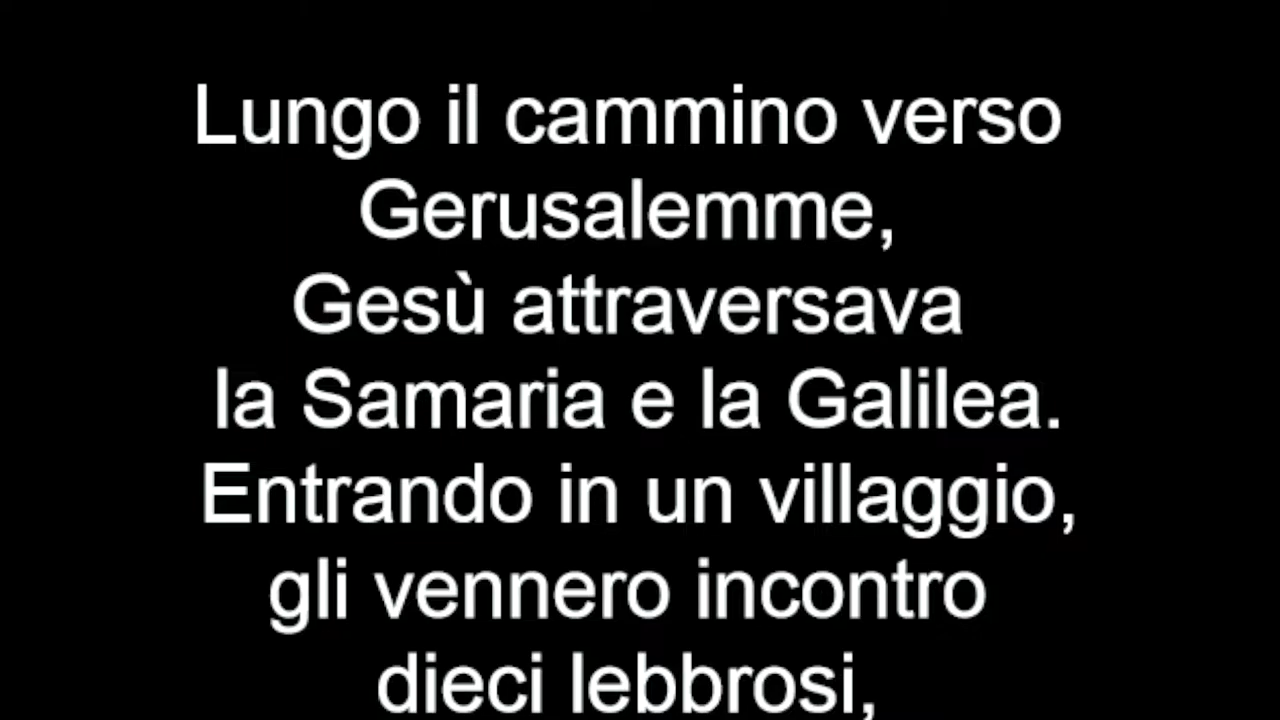 Lungo il cammino verso
Gerusalemme,
Gesù attraversava
la Samaria e la Galilea.
Entrando in un villaggio,
gli vennero incontro
dieci lebbrosi,